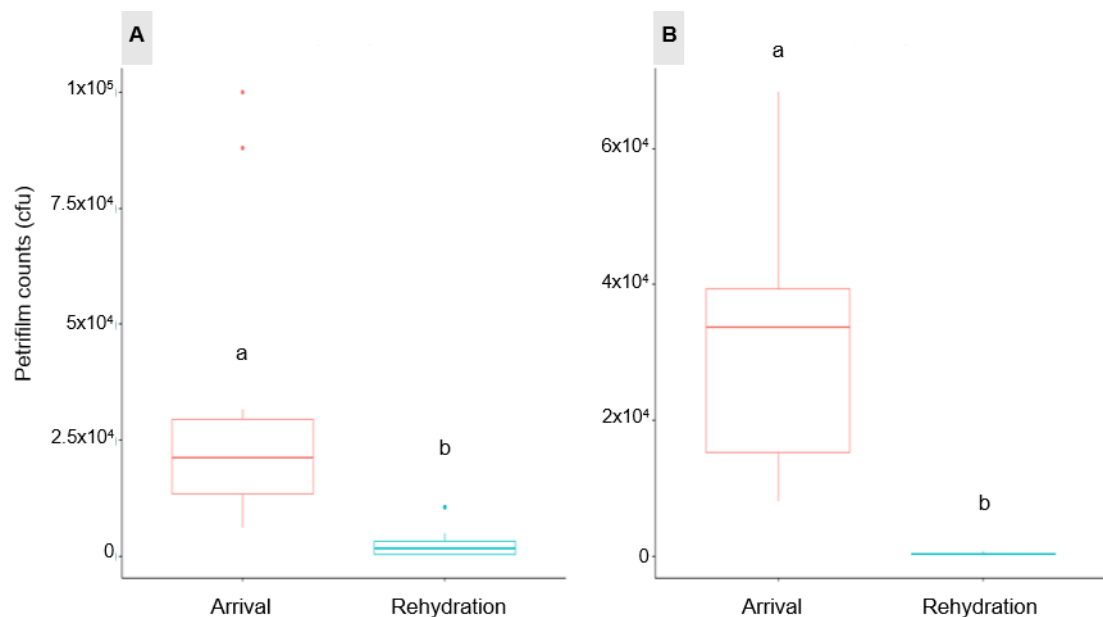 A
Petrifilm counts (cfu)
1x10⁵
7.5x10⁴
5x10⁴
2.5x10⁴
0
a
b
Arrival
Rehydration
B
6x10⁴
4x10⁴
2x10⁴
0
a
b
Arrival
Rehydration